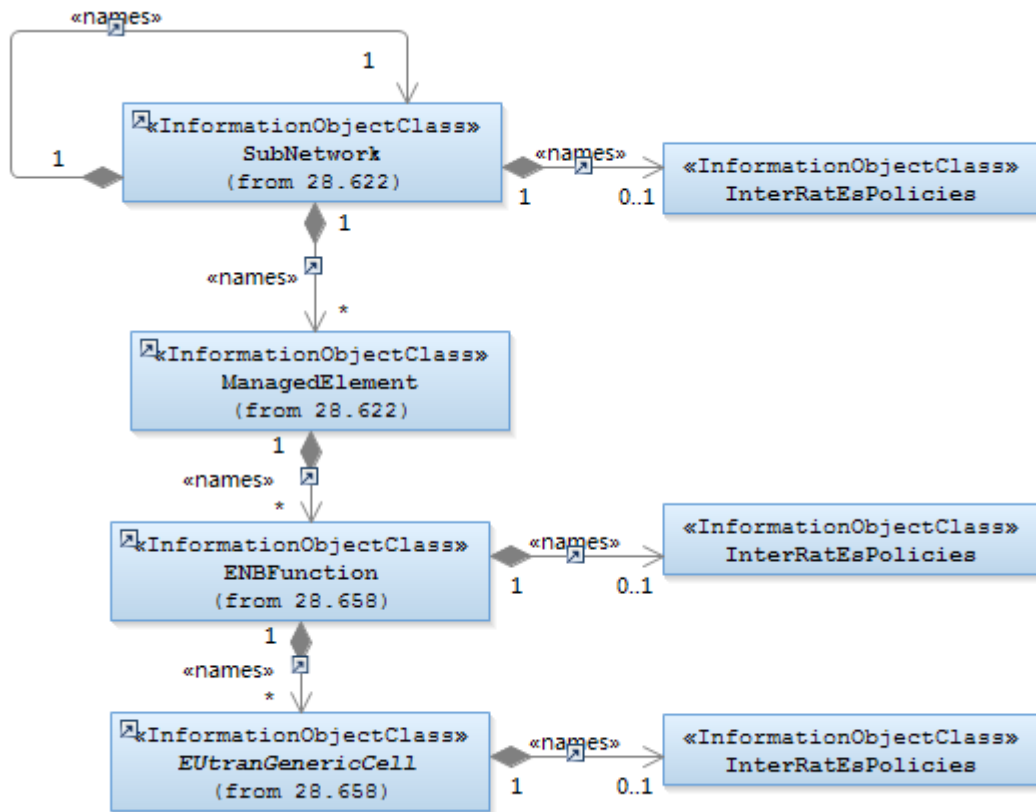 «names»
1
1
«InformationObjectClass»
SubNetwork
(from 28.622)
«names»
1
0..1
«InformationObjectClass»
InterRatEsPolicies
1
«names»
*
«InformationObjectClass»
ManagedElement
(from 28.622)
1
«names»
*
«InformationObjectClass»
ENBFunction
(from 28.658)
«names»
1
0..1
«InformationObjectClass»
InterRatEsPolicies
1
«names»
*
«InformationObjectClass»
EUtranGenericCell
(from 28.658)
«names»
1
0..1
«InformationObjectClass»
InterRatEsPolicies